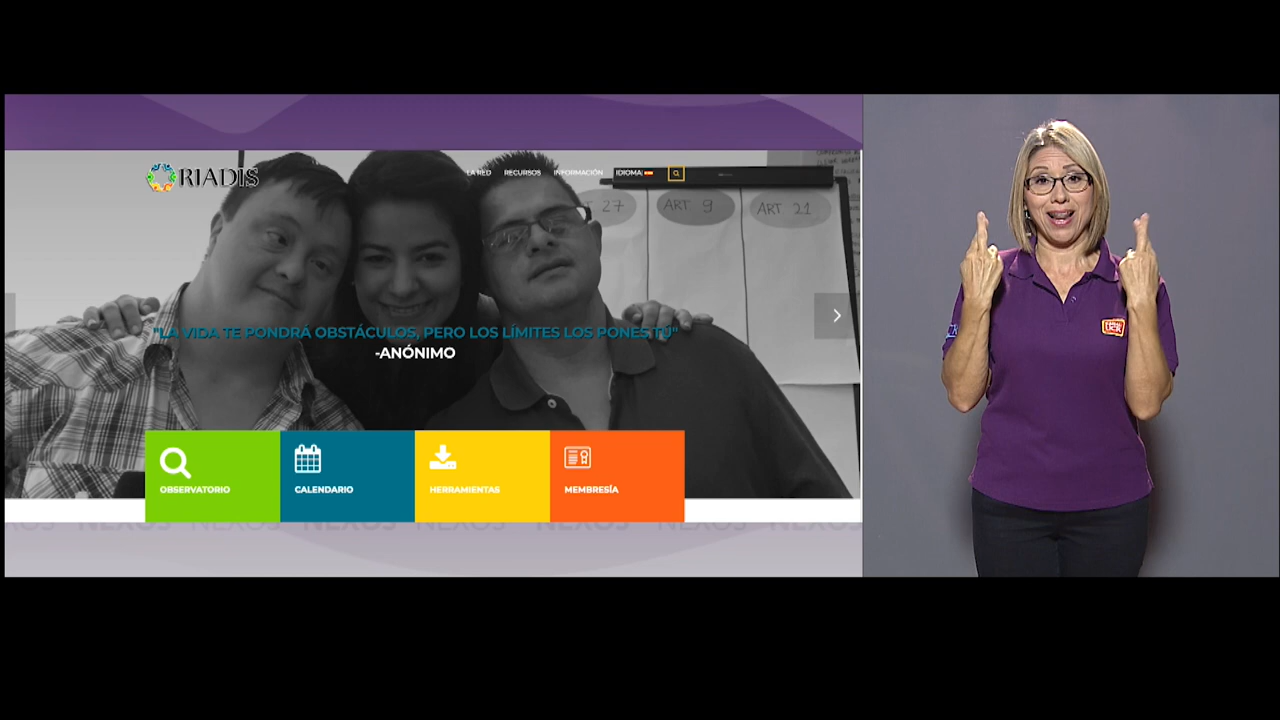 RIADIS
LA RED RECURSOS INFORMACIÓN IDIOMA
27 ART 9 ART 21
"LA VIDA TE PONDRÁ OBSTÁCULOS, PERO LOS LÍMITES LOS PONES TÚ"
-ANÓNIMO
OBSERVATORIO CALENDARIO HERRAMIENTAS MEMBRESÍA
NEXOS NEXOS NEXOS NEXOS NEXOS NEXOS NEXOS